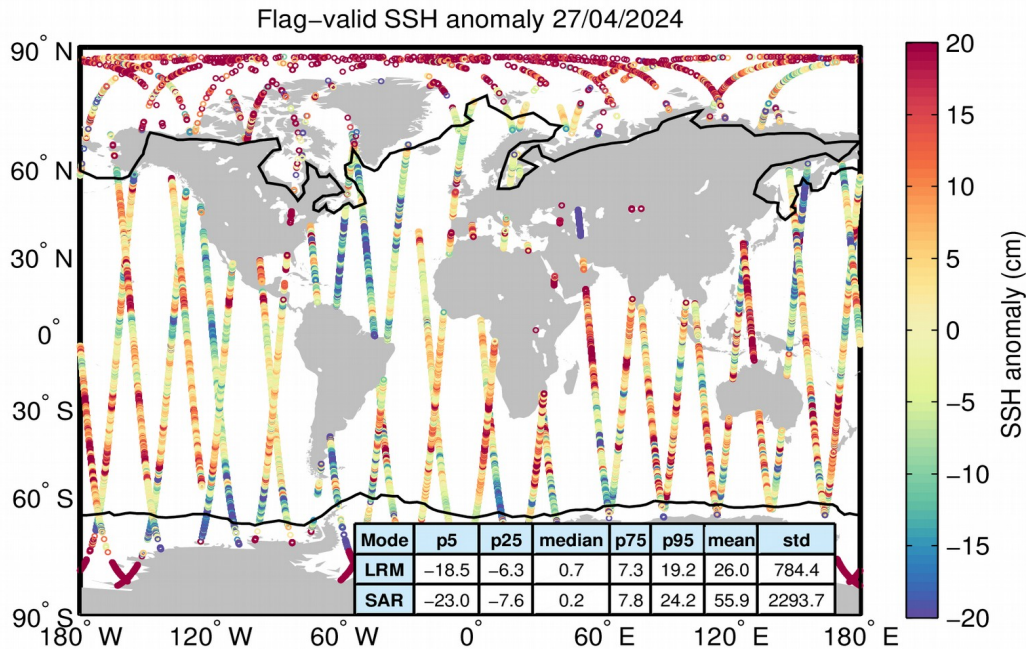 Flag−valid SSH anomaly 27/04/2024
90° N
60° N
30° N
0°
30° S
60° S
90° S
180° W 120° W 60° W 0° 60° E 120° E 180° E
20
15
10
5
0
−5
−10
−15
−20
SSH anomaly (cm)
Mode p5 p25 median p75 p95 mean std
LRM −18.5 −6.3 0.7 7.3 19.2 26.0 784.4
SAR −23.0 −7.6 0.2 7.8 24.2 55.9 2293.7